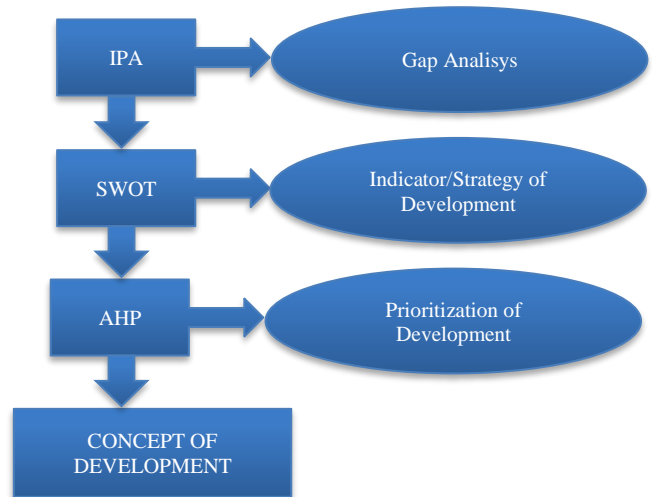 IPA
Gap Analisys
SWOT
Indicator/Strategy of
Development
AHP
Prioritization of
Development
CONCEPT OF
DEVELOPMENT